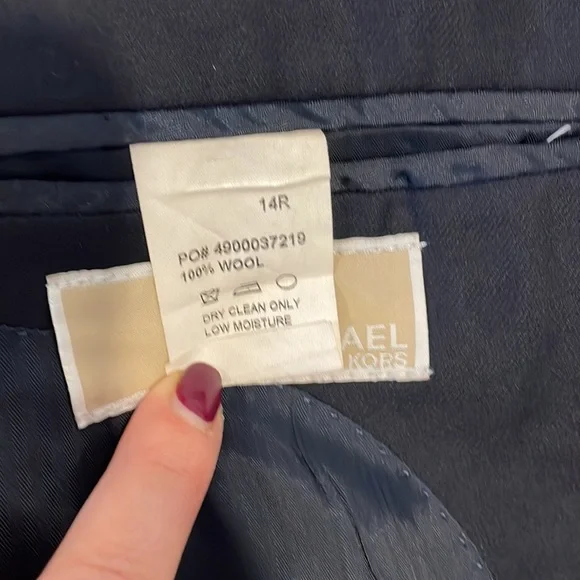 14R
PO# 4900037219
100% WOOL
DRY CLEAN ONLY
LOW MOISTURE
AEL
KORS